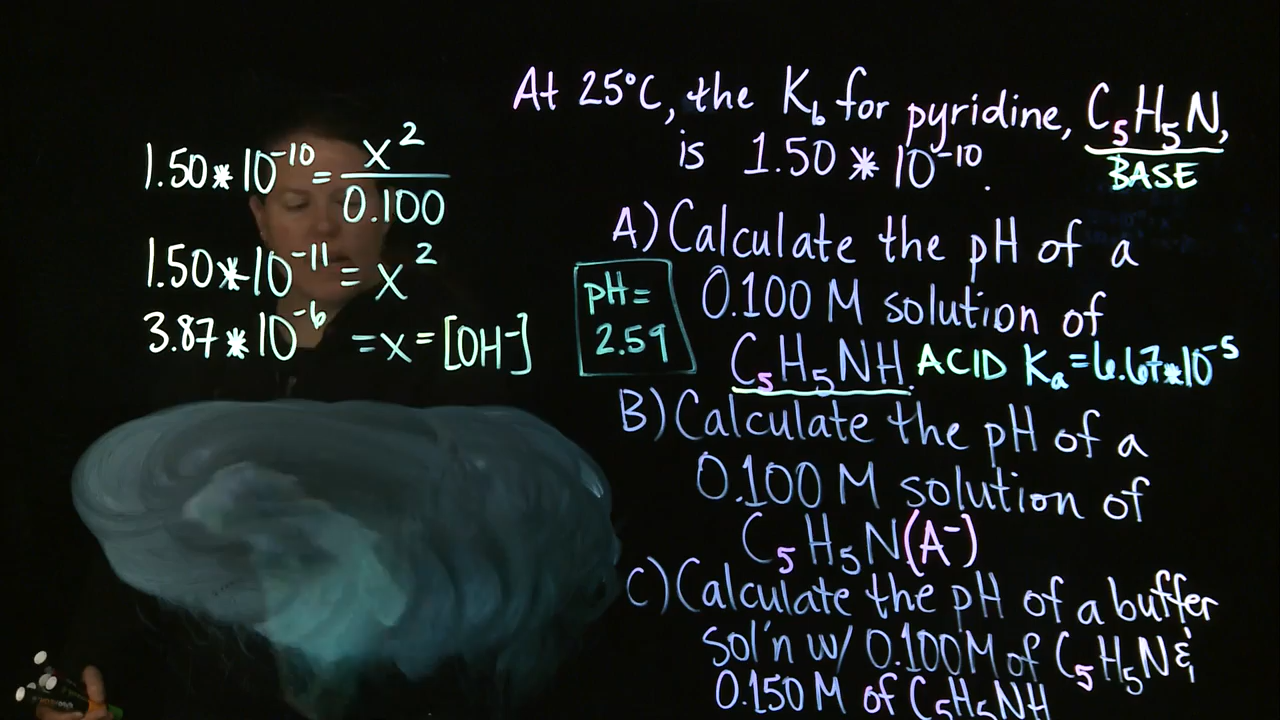 1.50*10⁻¹⁰ = x²/0.100
1.50*10⁻¹¹ = x²
3.87*10⁻⁶ = x = [OH⁻]
At 25°C, the K_b for pyridine, C₅H₅N,
is 1.50 * 10⁻¹⁰.
BASE
A) Calculate the pH of a
0.100 M solution of
C₅H₅NH. ACID Kₐ = 6.67*10⁻⁵
pH =
2.59
B) Calculate the pH of a
0.100 M solution of
C₅H₅N (A⁻)
C) Calculate the pH of a buffer
sol'n w/ 0.100 M of C₅H₅N &
0.150 M of C₅H₅NH